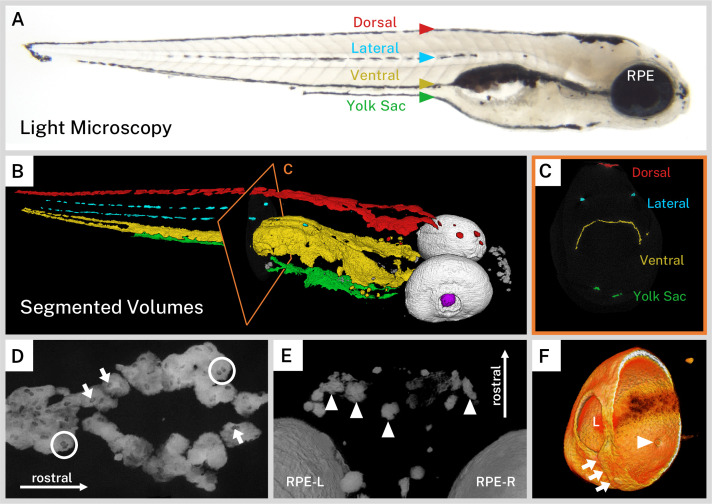 A
Dorsal
Lateral
Ventral
Yolk Sac
RPE
Light Microscopy
B
C
Segmented Volumes
C
Dorsal
Lateral
Ventral
Yolk Sac
D
rostral
E
rostral
RPE-L
RPE-R
F
L